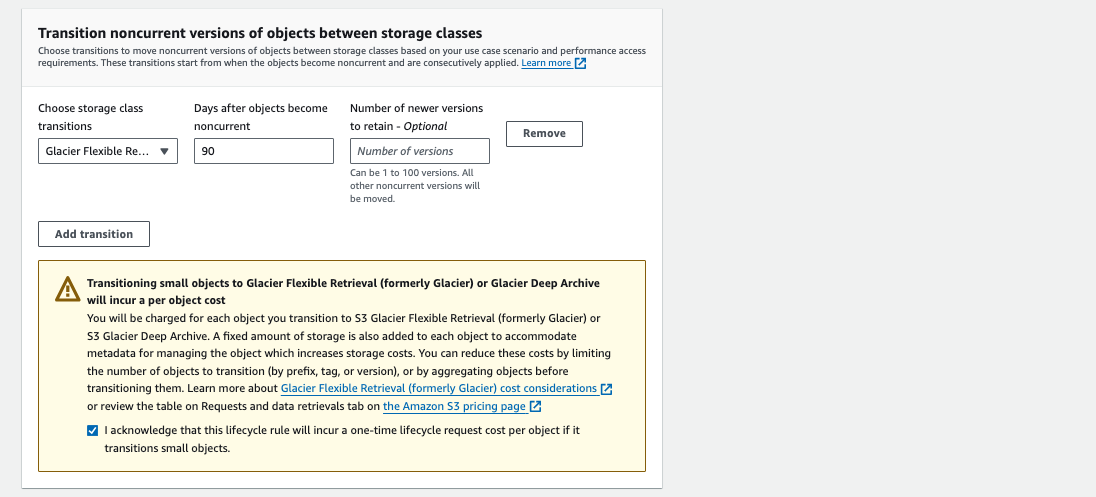 Transition noncurrent versions of objects between storage classes
Choose transitions to move noncurrent versions of objects between storage classes based on your use case scenario and performance access
requirements. These transitions start from when the objects become noncurrent and are consecutively applied. Learn more
Choose storage class
transitions
Days after objects become
noncurrent
Number of newer versions
to retain - Optional
Remove
Glacier Flexible Re...
90
Number of versions
Can be 1 to 100 versions. All
other noncurrent versions will
be moved.
Add transition
Transitioning small objects to Glacier Flexible Retrieval (formerly Glacier) or Glacier Deep Archive
will incur a per object cost
You will be charged for each object you transition to S3 Glacier Flexible Retrieval (formerly Glacier) or
S3 Glacier Deep Archive. A fixed amount of storage is also added to each object to accommodate
metadata for managing the object which increases storage costs. You can reduce these costs by limiting
the number of objects to transition (by prefix, tag, or version), or by aggregating objects before
transitioning them. Learn more about Glacier Flexible Retrieval (formerly Glacier) cost considerations
or review the table on Requests and data retrievals tab on the Amazon S3 pricing page
I acknowledge that this lifecycle rule will incur a one-time lifecycle request cost per object if it
transitions small objects.